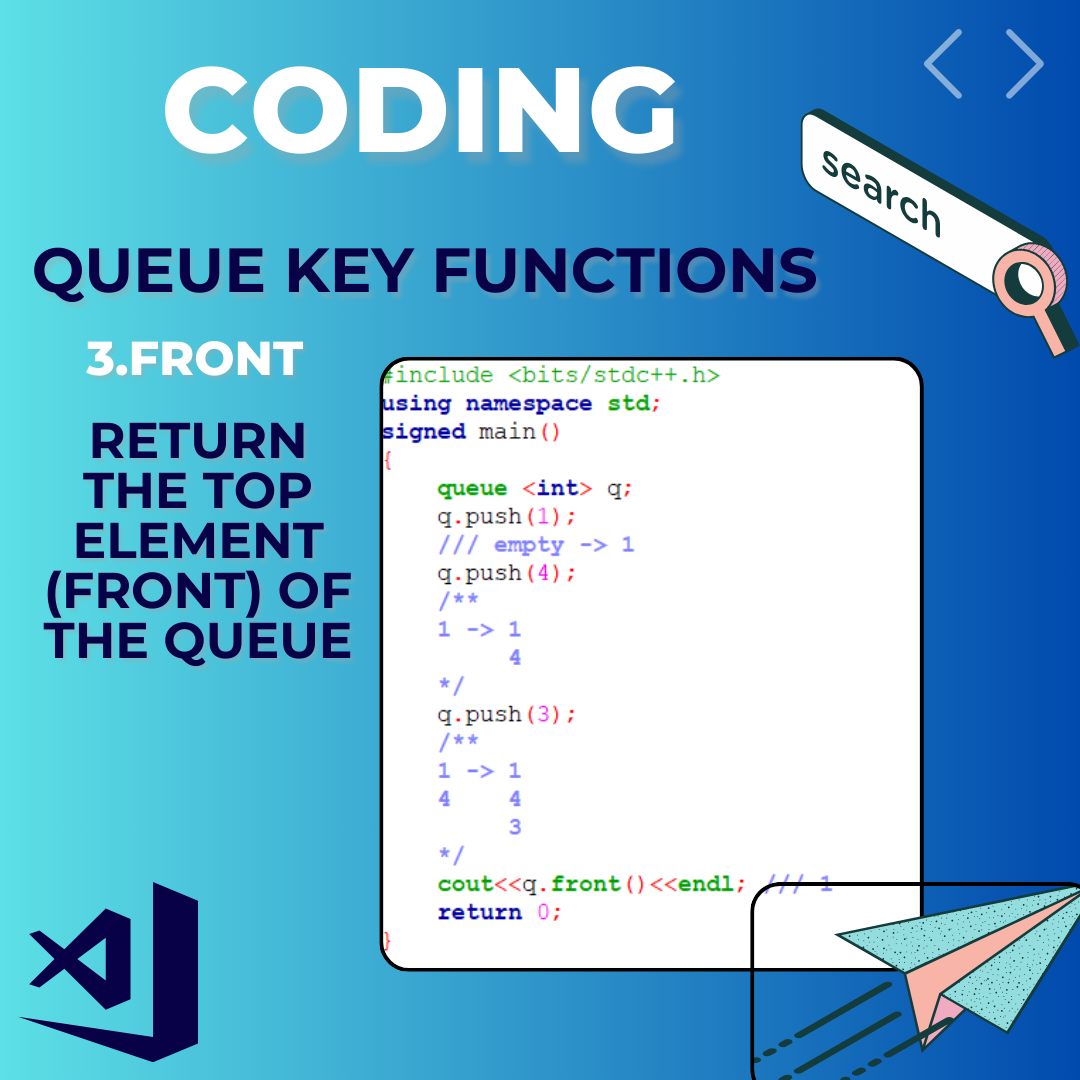 CODING
search
QUEUE KEY FUNCTIONS
3.FRONT
RETURN
THE TOP
ELEMENT
(FRONT) OF
THE QUEUE
#include <bits/stdc++.h>
using namespace std;
signed main()
{
    queue <int> q;
    q.push(1);
    /// empty -> 1
    q.push(4);
    /**
    1 -> 1
         4
    */
    q.push(3);
    /**
    1 -> 1
    4    4
         3
    */
    cout<<q.front()<<endl; /// 1
    return 0;
}